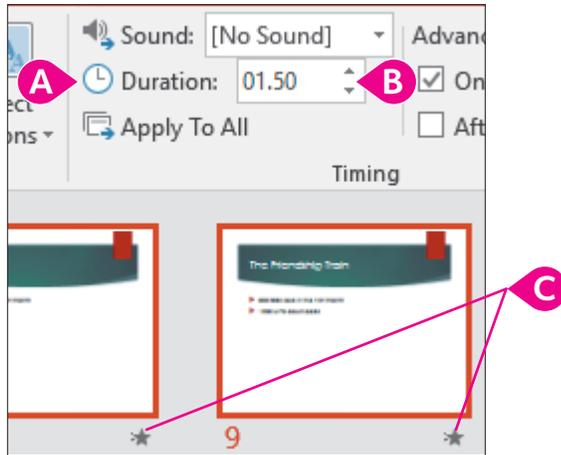 Sound: [No Sound] Advanc
A Duration: 01.50 B On
ect
ons Apply To All Aft
Timing
The Friendship Train
C
9